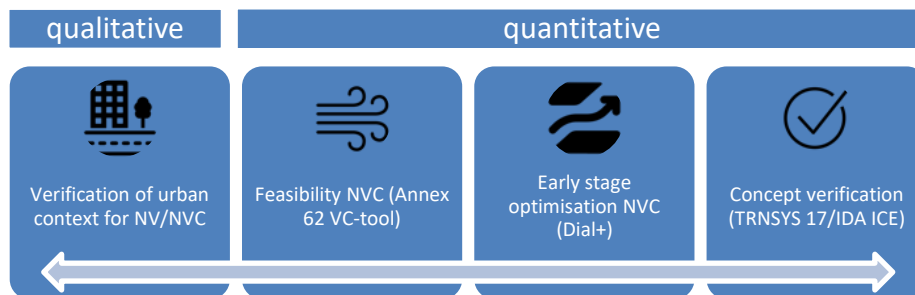 qualitative
quantitative
Verification of urban
context for NV/NVC
Feasibility NVC (Annex
62 VC-tool)
Early stage
optimisation NVC
(Dial+)
Concept verification
(TRNSYS 17/IDA ICE)